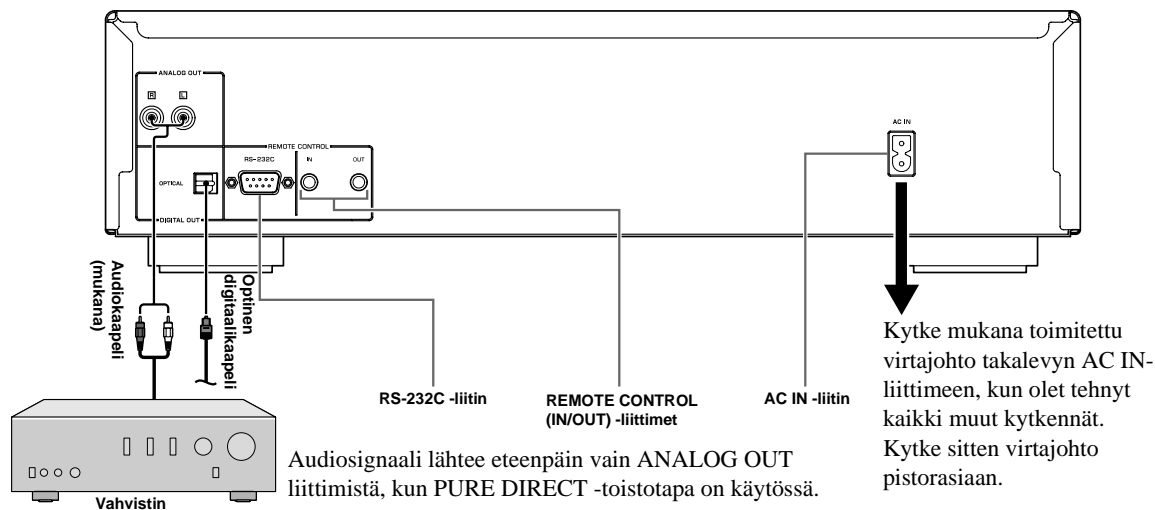 ANALOG OUT
R L
AC IN
REMOTE CONTROL
RS-232C IN OUT
OPTICAL
DIGITAL OUT
Audiokaapeli
(mukana)
Optinen
digitaalikaapeli
Kytke mukana toimitettu
virtajohto takalevyn AC IN-
liittimeen, kun olet tehnyt
kaikki muut kytkennät.
Kytke sitten virtajohto
pistorasiaan.
RS-232C -liitin
REMOTE CONTROL
(IN/OUT) -liittimet
AC IN -liitin
Audiosignaali lähtee eteenpäin vain ANALOG OUT
liittimistä, kun PURE DIRECT -toistotapa on käytössä.
Vahvistin